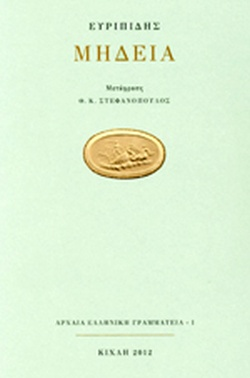 ΕΥΡΙΠΙΔΗΣ
ΜΗΔΕΙΑ
Μετάφραση
Θ. Κ. ΣΤΕΦΑΝΟΠΟΥΛΟΣ
ΑΡΧΑΙΑ ΕΛΛΗΝΙΚΗ ΓΡΑΜΜΑΤΕΙΑ - 1
ΚΙΧΛΗ 2012